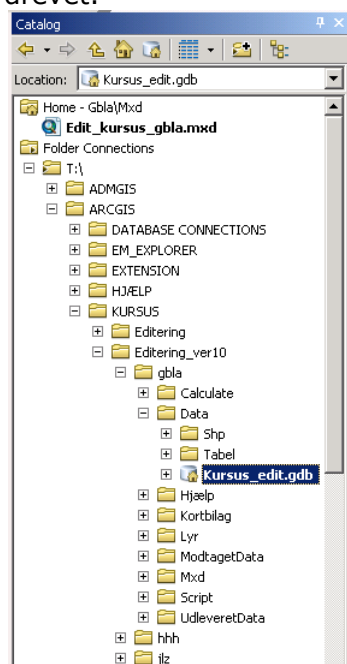 drevet.
Catalog
Location: Kursus_edit.gdb
Home - Gbla\Mxd
Edit_kursus_gbla.mxd
Folder Connections
T:\
ADMGIS
ARCGIS
DATABASE CONNECTIONS
EM_EXPLORER
EXTENSION
HJÆLP
KURSUS
Editering
Editering_ver10
gbla
Calculate
Data
Shp
Tabel
Kursus_edit.gdb
Hjælp
Kortbilag
Lyr
ModtagetData
Mxd
Script
UdleveretData
hhh
ilz